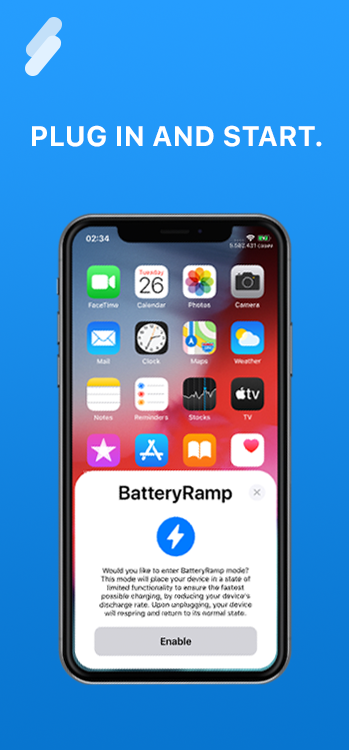 PLUG IN AND START.
02:34
FaceTime
Tuesday
26
Calendar
Photos
Camera
Mail
Clock
Maps
Weather
Notes
Reminders
Stocks
tv
TV
BatteryRamp
Would you like to enter BatteryRamp mode?
This mode will place your device in a state of
limited functionality to ensure the fastest
possible charging, by reducing your device's
discharge rate. Upon unplugging, your device
will respring and return to its normal state.
Enable